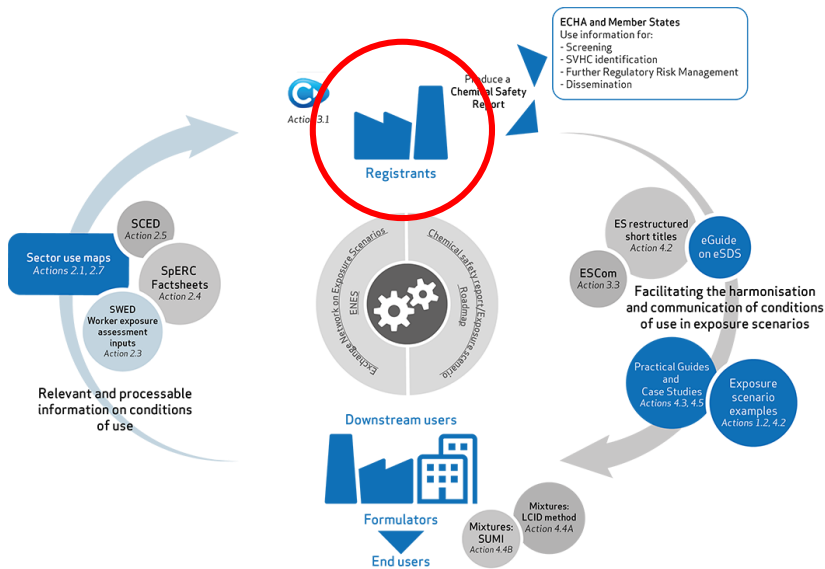 ECHA and Member States
Use information for:
- Screening
- SVHC identification
- Further Regulatory Risk Management
- Dissemination
Produce a
Chemical Safety
Report
Action 3.1
Registrants
SCED
Action 2.5
Sector use maps
Actions 2.1, 2.7
SpERC
Factsheets
Action 2.4
SWED
Worker exposure
assessment
inputs
Action 2.3
Relevant and processable
information on conditions
of use
Exchange Network on Exposure Scenarios
ENES
Chemical safety report/Exposure scenario
Roadmap
ES restructured
short titles
Action 4.2
eGuide
on eSDS
ESCom
Action 3.3
Facilitating the harmonisation
and communication of conditions
of use in exposure scenarios
Practical Guides
and
Case Studies
Actions 4.3, 4.5
Exposure
scenario
examples
Actions 1.2, 4.2
Downstream users
Formulators
End users
Mixtures:
LCID method
Action 4.4A
Mixtures:
SUMI
Action 4.4B